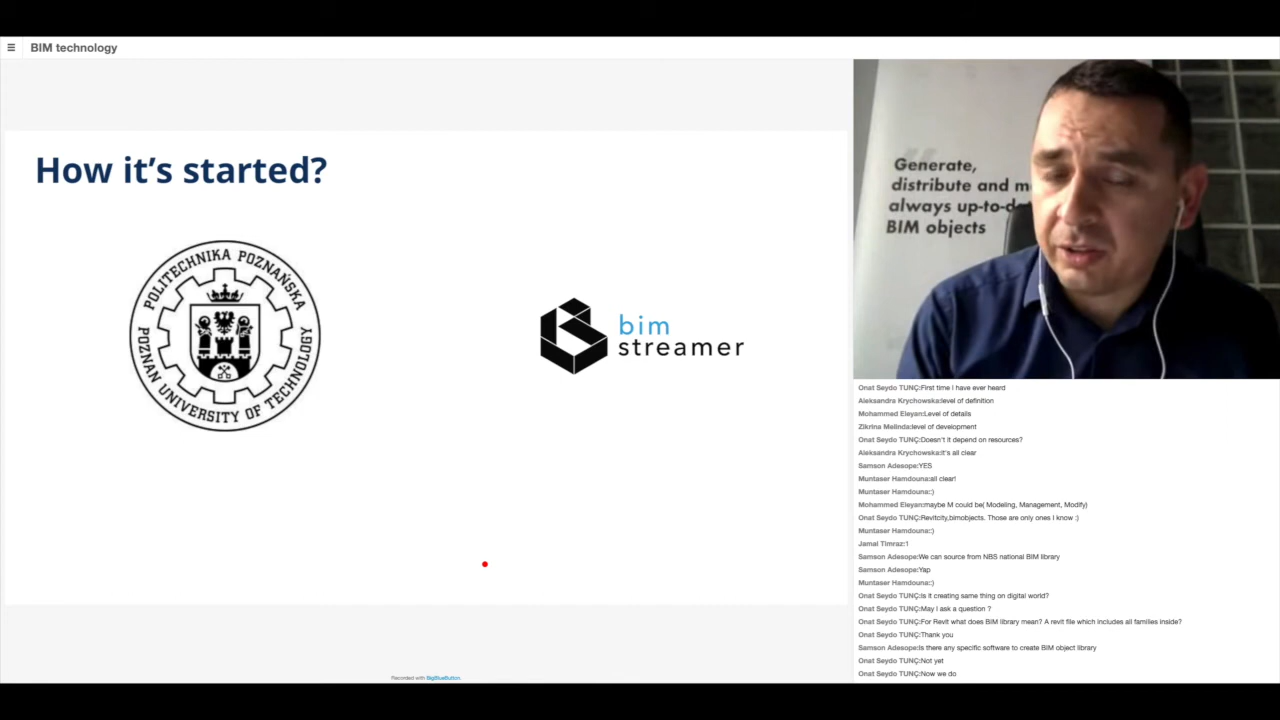 BIM technology
How it's started?
POLITECHNIKA POZNAŃSKA
POZNAN UNIVERSITY OF TECHNOLOGY
bim
streamer
Generate,
distribute and m
always up-to-da
BIM objects
Onat Seydo TUNÇ:First time I have ever heard
Aleksandra Krychowska:level of definition
Mohammed Eleyan:Level of details
Zikrina Melinda:level of development
Onat Seydo TUNÇ:Doesn't it depend on resources?
Aleksandra Krychowska:it's all clear
Samson Adesope:YES
Muntaser Hamdouna:all clear!
Muntaser Hamdouna::)
Mohammed Eleyan:maybe M could be( Modeling, Management, Modify)
Onat Seydo TUNÇ:Revitcity,bimobjects. Those are only ones I know :)
Muntaser Hamdouna::)
Jamal Timraz:1
Samson Adesope:We can source from NBS national BIM library
Samson Adesope:Yap
Muntaser Hamdouna::)
Onat Seydo TUNÇ:Is it creating same thing on digital world?
Onat Seydo TUNÇ:May I ask a question ?
Onat Seydo TUNÇ:For Revit what does BIM library mean? A revit file which includes all families inside?
Onat Seydo TUNÇ:Thank you
Samson Adesope:Is there any specific software to create BIM object library
Onat Seydo TUNÇ:Not yet
Onat Seydo TUNÇ:Now we do
Recorded with BigBlueButton.